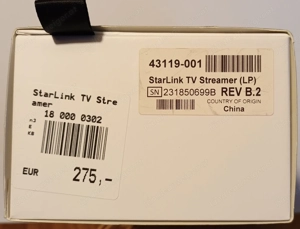 StarLink TV Stre
amer
18 000 0302
EUR
275,-
43119-001
StarLink TV Streamer (LP)
SN 231850699B REV B.2
COUNTRY OF ORIGIN
China